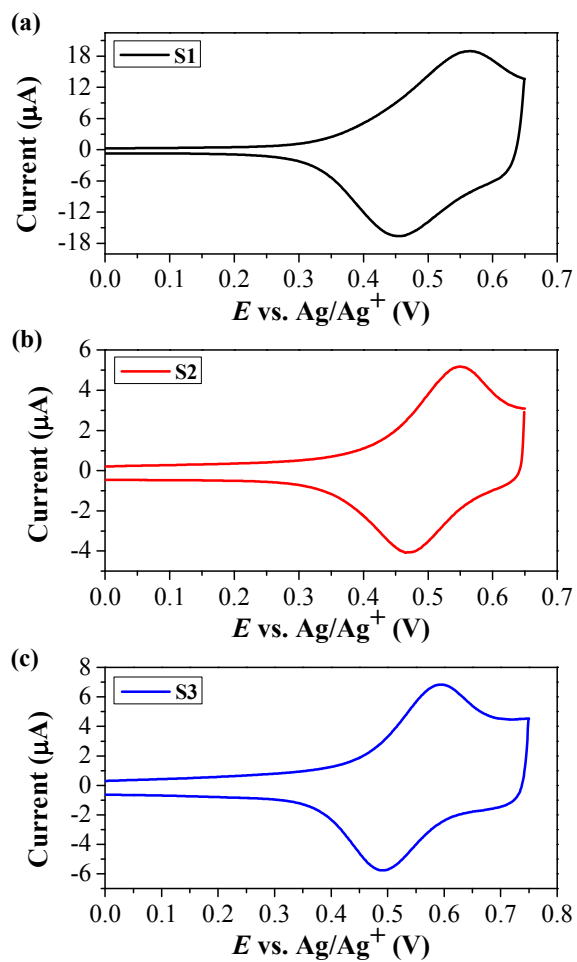 (a)
S1
18
12
6
0
-6
-12
-18
Current (µA)
0.0 0.1 0.2 0.3 0.4 0.5 0.6 0.7
E vs. Ag/Ag+ (V)
(b)
S2
6
4
2
0
-2
-4
Current (µA)
0.0 0.1 0.2 0.3 0.4 0.5 0.6 0.7
E vs. Ag/Ag+ (V)
(c)
S3
8
6
4
2
0
-2
-4
-6
Current (µA)
0.0 0.1 0.2 0.3 0.4 0.5 0.6 0.7 0.8
E vs. Ag/Ag+ (V)